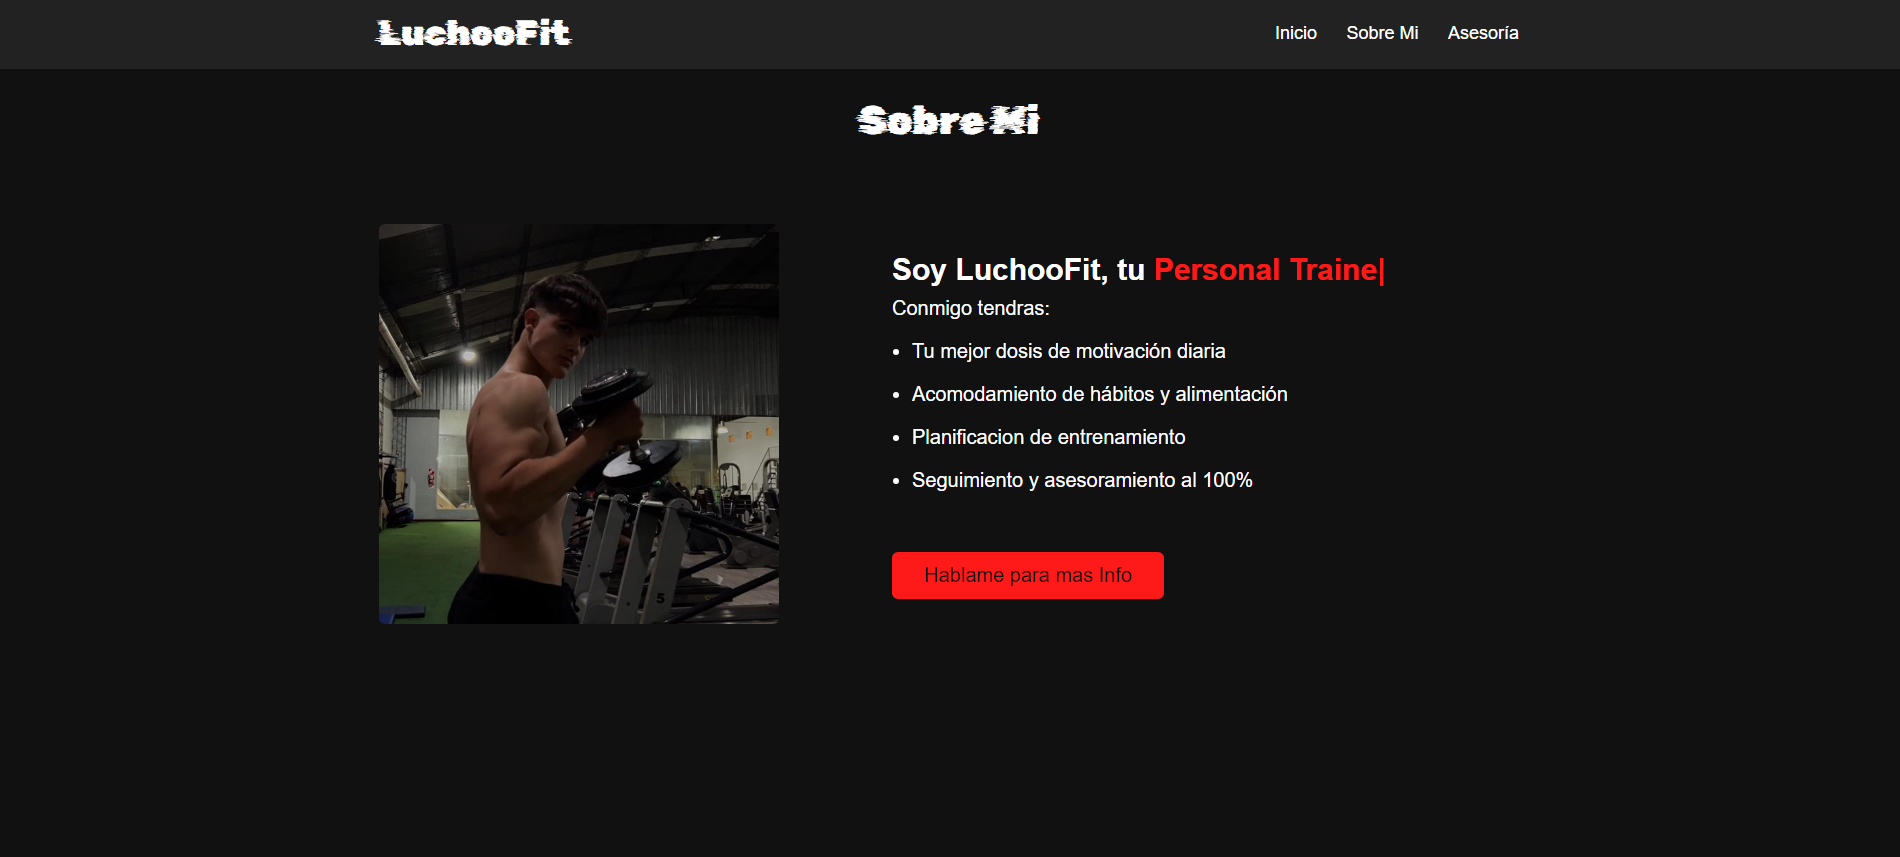 LuchooFit
Inicio Sobre Mi Asesoría
Sobre Mi
Soy LuchooFit, tu Personal Traine|
Conmigo tendras:
• Tu mejor dosis de motivación diaria
• Acomodamiento de hábitos y alimentación
• Planificacion de entrenamiento
• Seguimiento y asesoramiento al 100%
5
Hablame para mas Info